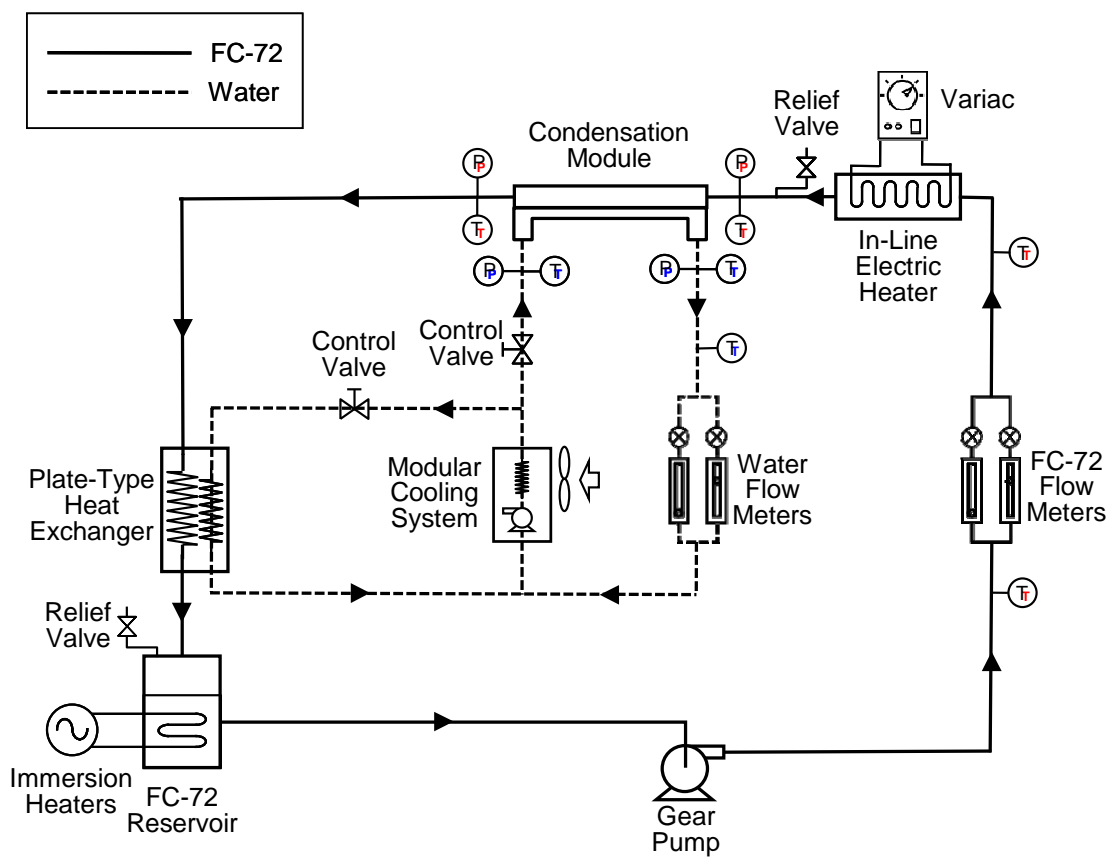 FC-72
Water
Relief
Valve
Variac
Condensation
Module
P
P
T
T
In-Line
Electric
Heater
T
P
T
P
T
Control
Valve
Control
Valve
T
Plate-Type
Heat
Exchanger
Modular
Cooling
System
Water
Flow
Meters
FC-72
Flow
Meters
T
Relief
Valve
Immersion
Heaters
FC-72
Reservoir
Gear
Pump